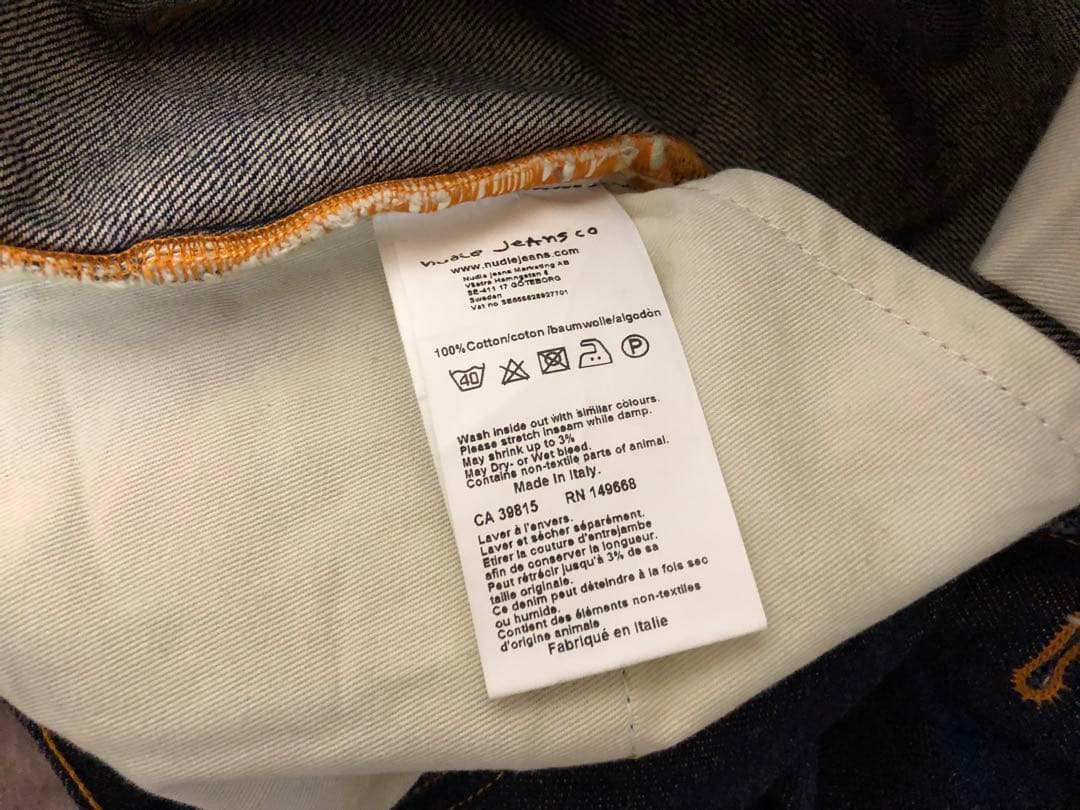 nudie jeans co
www.nudiejeans.com
Nudie Jeans Marketing AB
Västra Hamngatan 6
SE-411 17 GÖTEBORG
Sweden
Vat no SE556628927701
100%Cotton/coton /baumwolle/algodòn
40 P
Wash inside out with similar colours.
Please stretch inseam while damp.
May shrink up to 3%
May Dry- or Wet bleed.
Contains non-textile parts of animal.
Made in Italy.
CA 39815 RN 149668
Laver à l'envers.
Laver et sécher séparément.
Etirer la couture d'entrejambe
afin de conserver la longueur.
Peut rétrécir jusqu'à 3% de sa
taille originale.
Ce denim peut déteindre à la fois sec
ou humide.
Contient des éléments non-textiles
d'origine animale
Fabriqué en Italie